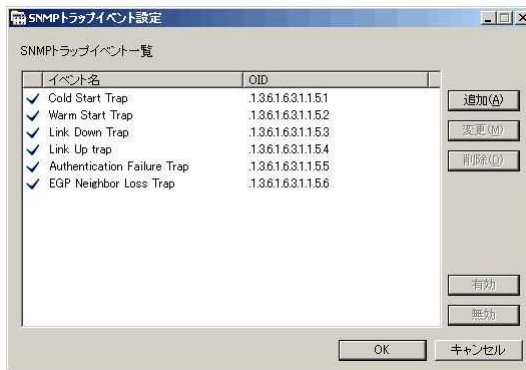 SNMPトラップイベント設定
SNMPトラップイベント一覧
イベント名 OID
Cold Start Trap .1.3.6.1.6.3.1.1.5.1
Warm Start Trap .1.3.6.1.6.3.1.1.5.2
Link Down Trap .1.3.6.1.6.3.1.1.5.3
Link Up trap .1.3.6.1.6.3.1.1.5.4
Authentication Failure Trap .1.3.6.1.6.3.1.1.5.5
EGP Neighbor Loss Trap .1.3.6.1.6.3.1.1.5.6
追加(A)
変更(M)
削除(D)
有効
無効
OK キャンセル